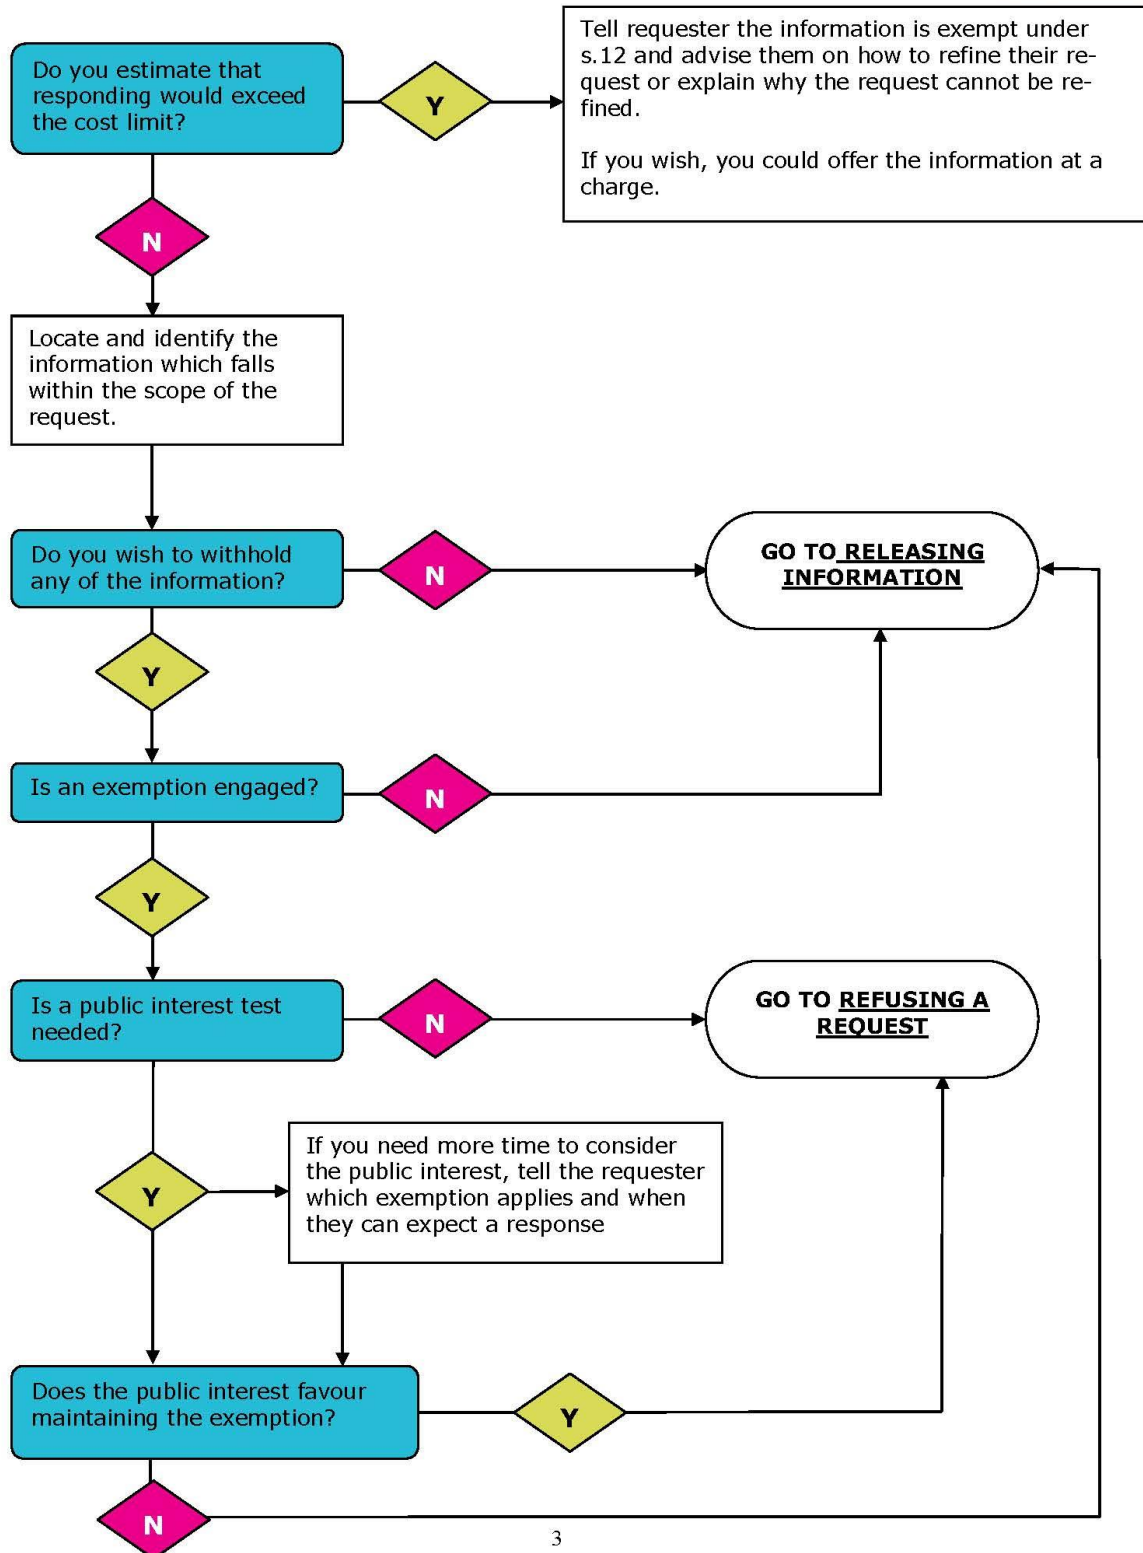 Do you estimate that
responding would exceed
the cost limit?
Y
Tell requester the information is exempt under
s.12 and advise them on how to refine their re-
quest or explain why the request cannot be re-
fined.
If you wish, you could offer the information at a
charge.
N
Locate and identify the
information which falls
within the scope of the
request.
Do you wish to withhold
any of the information?
N
GO TO RELEASING
INFORMATION
Y
Is an exemption engaged?
N
Y
Is a public interest test
needed?
N
GO TO REFUSING A
REQUEST
Y
If you need more time to consider
the public interest, tell the requester
which exemption applies and when
they can expect a response
Does the public interest favour
maintaining the exemption?
Y
N
3